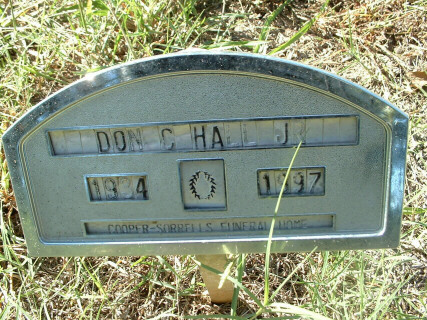 DON C HALL J
1924 1997
COOPER-SORRELLS FUNERAL HOME